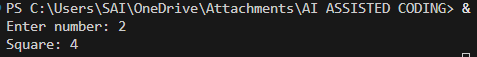 PS C:\Users\SAI\OneDrive\Attachments\AI ASSISTED CODING> &
Enter number: 2
Square: 4